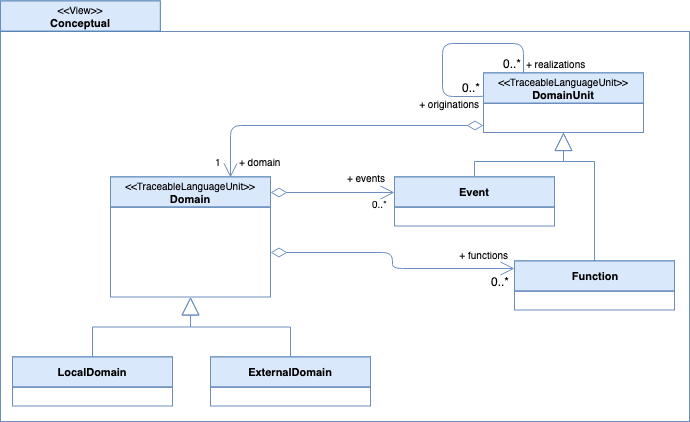 <<View>>
Conceptual
0..*
+ realizations
0..*
+ originations
<<TraceableLanguageUnit>>
DomainUnit
1
+ domain
<<TraceableLanguageUnit>>
Domain
+ events
0..*
Event
+ functions
0..*
Function
LocalDomain
ExternalDomain